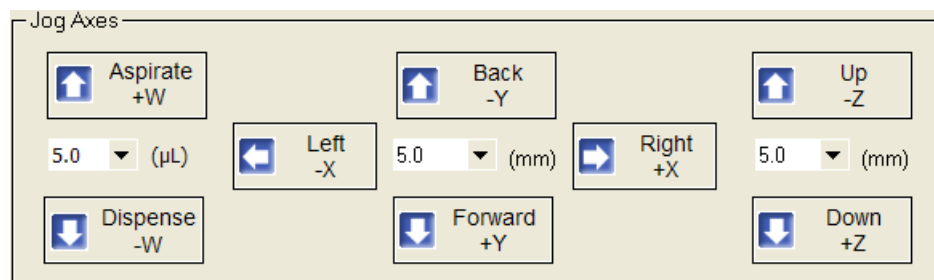 Jog Axes
Aspirate
+W
Back
-Y
Up
-Z
5.0 (µL)
Left
-X
5.0 (mm)
Right
+X
5.0 (mm)
Dispense
-W
Forward
+Y
Down
+Z